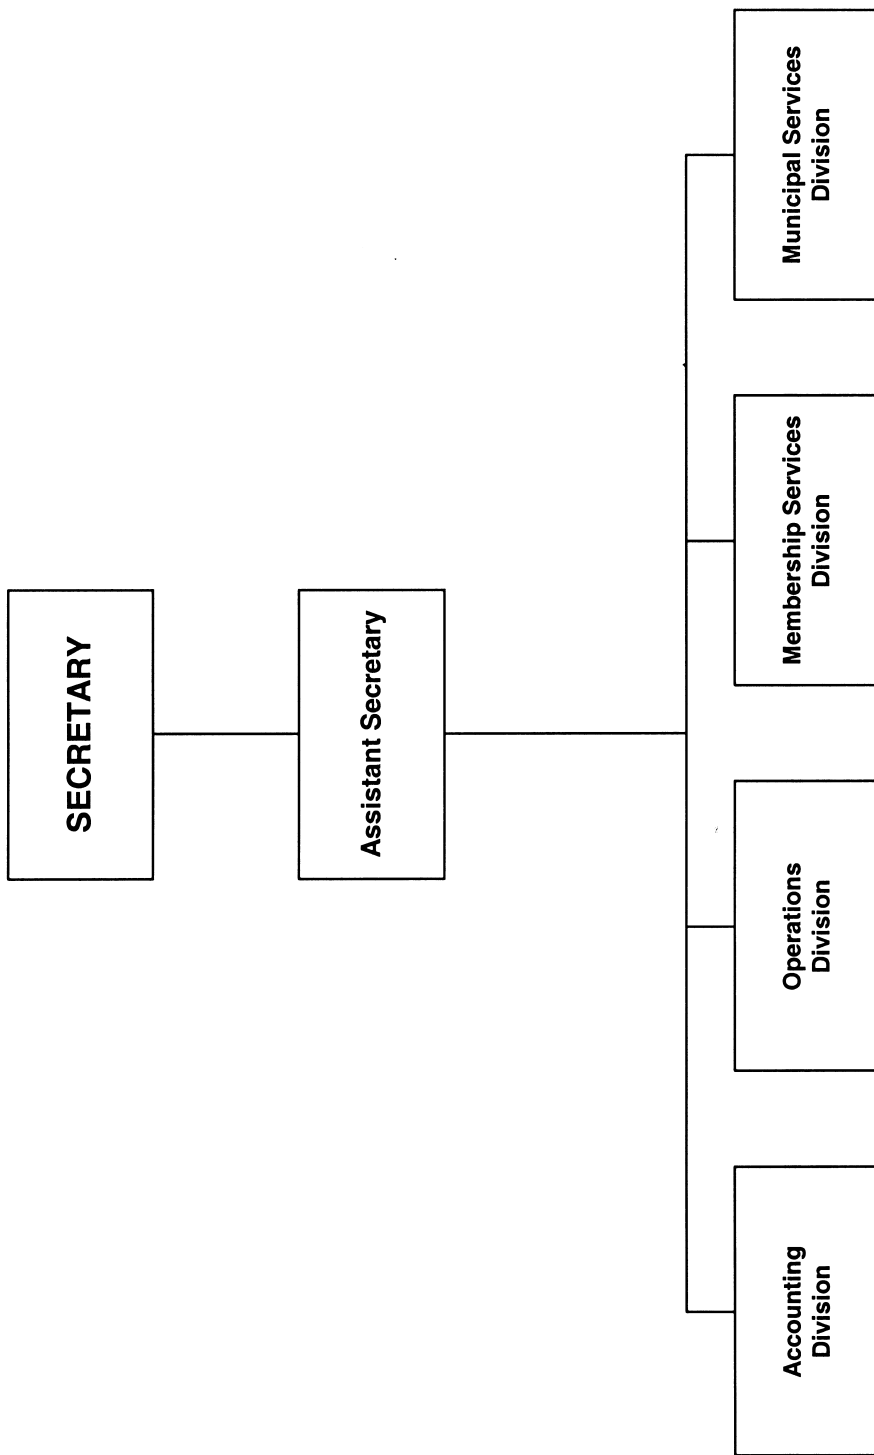 SECRETARY
Assistant Secretary
Accounting
Division
Operations
Division
Membership Services
Division
Municipal Services
Division